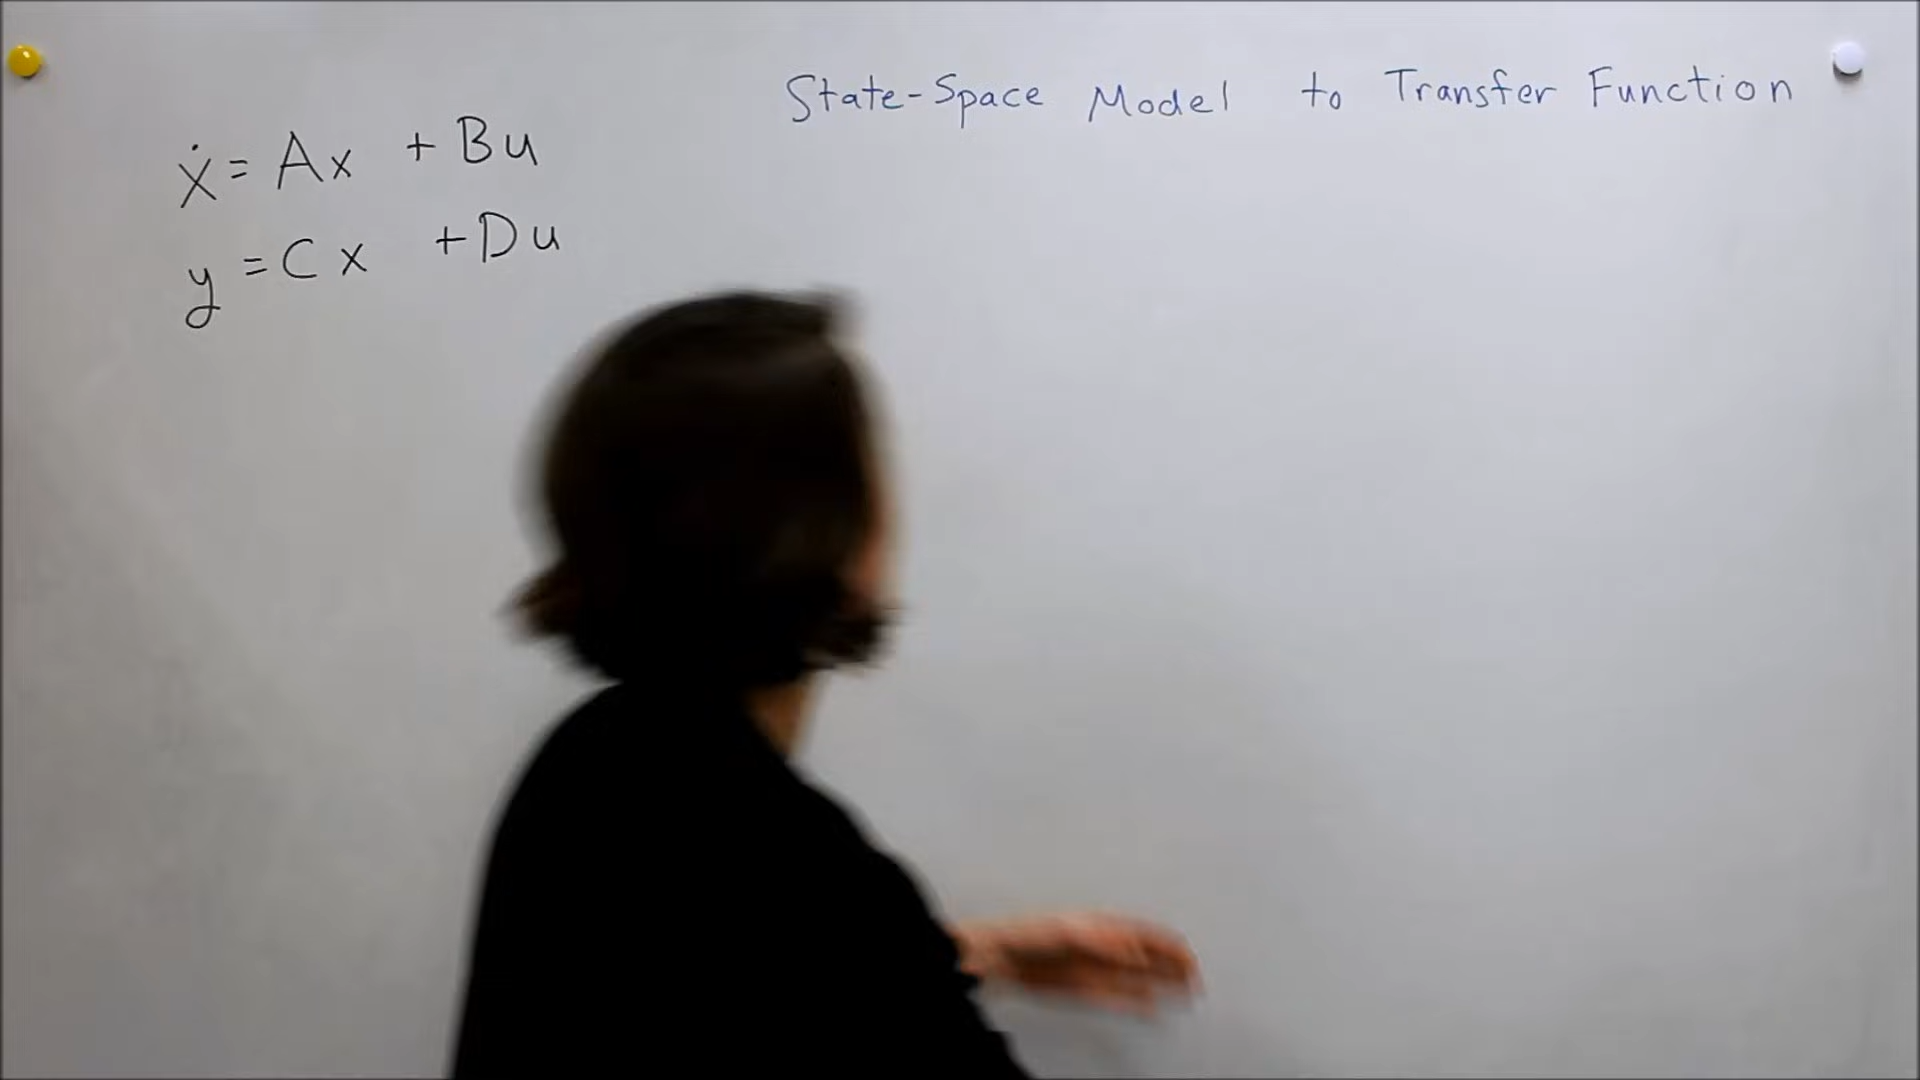 State-Space Model to Transfer Function
ẋ = Ax + Bu
y = Cx + Du